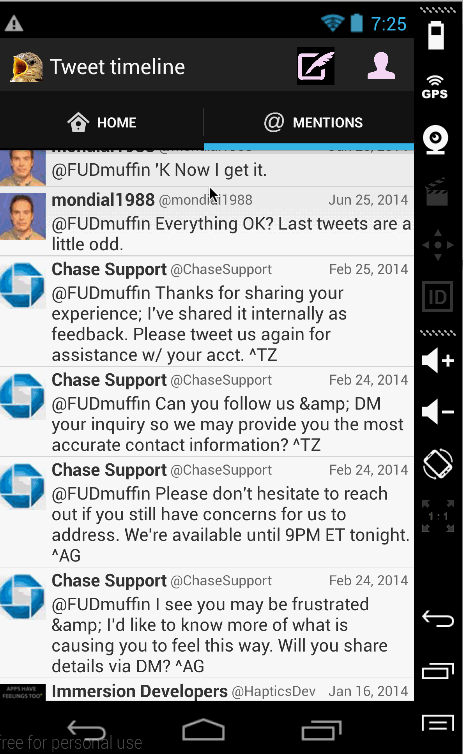 7:25
Tweet timeline
GPS
HOME
@ MENTIONS
@FUDmuffin 'K Now I get it.
mondial1988 @mondial1988 Jun 25, 2014
@FUDmuffin Everything OK? Last tweets are a
little odd.
Chase Support @ChaseSupport Feb 25, 2014
@FUDmuffin Thanks for sharing your
experience; I've shared it internally as
feedback. Please tweet us again for
assistance w/ your acct. ^TZ
Chase Support @ChaseSupport Feb 24, 2014
@FUDmuffin Can you follow us &amp; DM
your inquiry so we may provide you the most
accurate contact information? ^TZ
Chase Support @ChaseSupport Feb 24, 2014
@FUDmuffin Please don't hesitate to reach
out if you still have concerns for us to
address. We're available until 9PM ET tonight.
^AG
Chase Support @ChaseSupport Feb 24, 2014
@FUDmuffin I see you may be frustrated
&amp; I'd like to know more of what is
causing you to feel this way. Will you share
details via DM? ^AG
APPS HAVE
FEELINGS TOO
Immersion Developers @HapticsDev Jan 16, 2014
ID
1:1
free for personal use